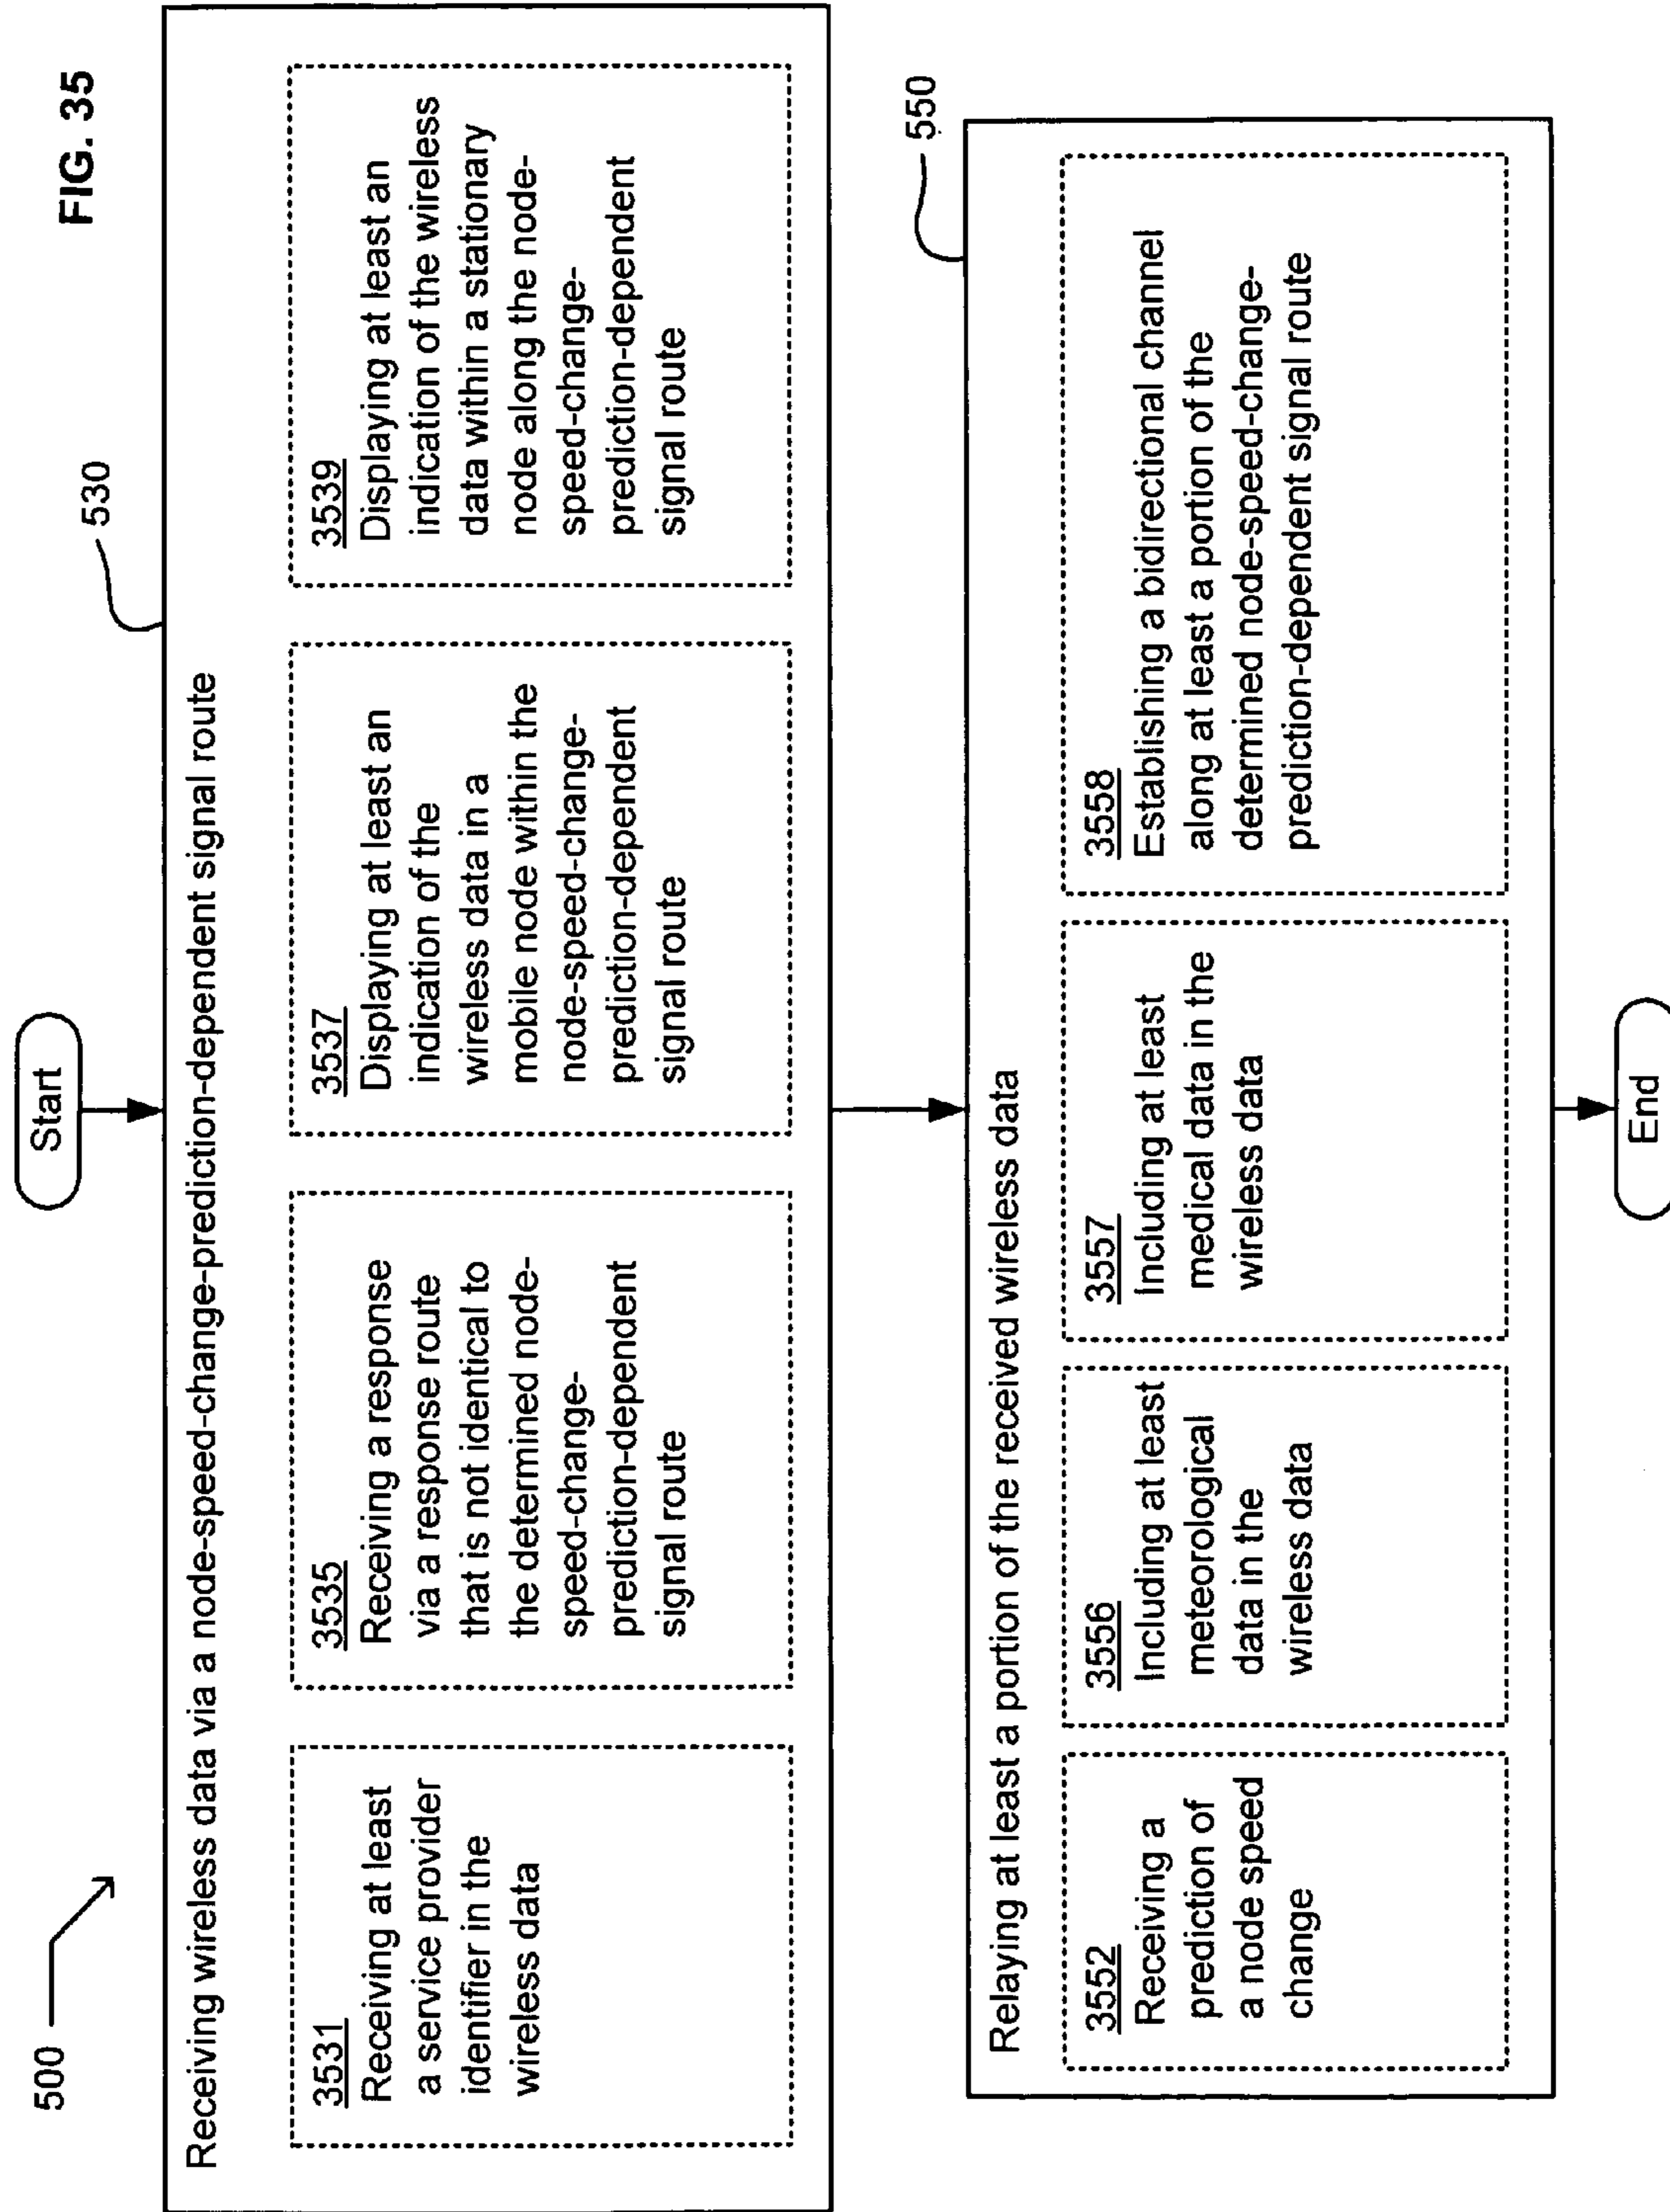 FIG. 35
500
Start
530
Receiving wireless data via a node-speed-change-prediction-dependent signal route
3531
Receiving at least
a service provider
identifier in the
wireless data
3535
Receiving a response
via a response route
that is not identical to
the determined node-
speed-change-
prediction-dependent
signal route
3537
Displaying at least an
indication of the
wireless data in a
mobile node within the
node-speed-change-
prediction-dependent
signal route
3539
Displaying at least an
indication of the wireless
data within a stationary
node along the node-
speed-change-
prediction-dependent
signal route
550
Relaying at least a portion of the received wireless data
3552
Receiving a
prediction of
a node speed
change
3556
Including at least
meteorological
data in the
wireless data
3557
Including at least
medical data in the
wireless data
3558
Establishing a bidirectional channel
along at least a portion of the
determined node-speed-change-
prediction-dependent signal route
End